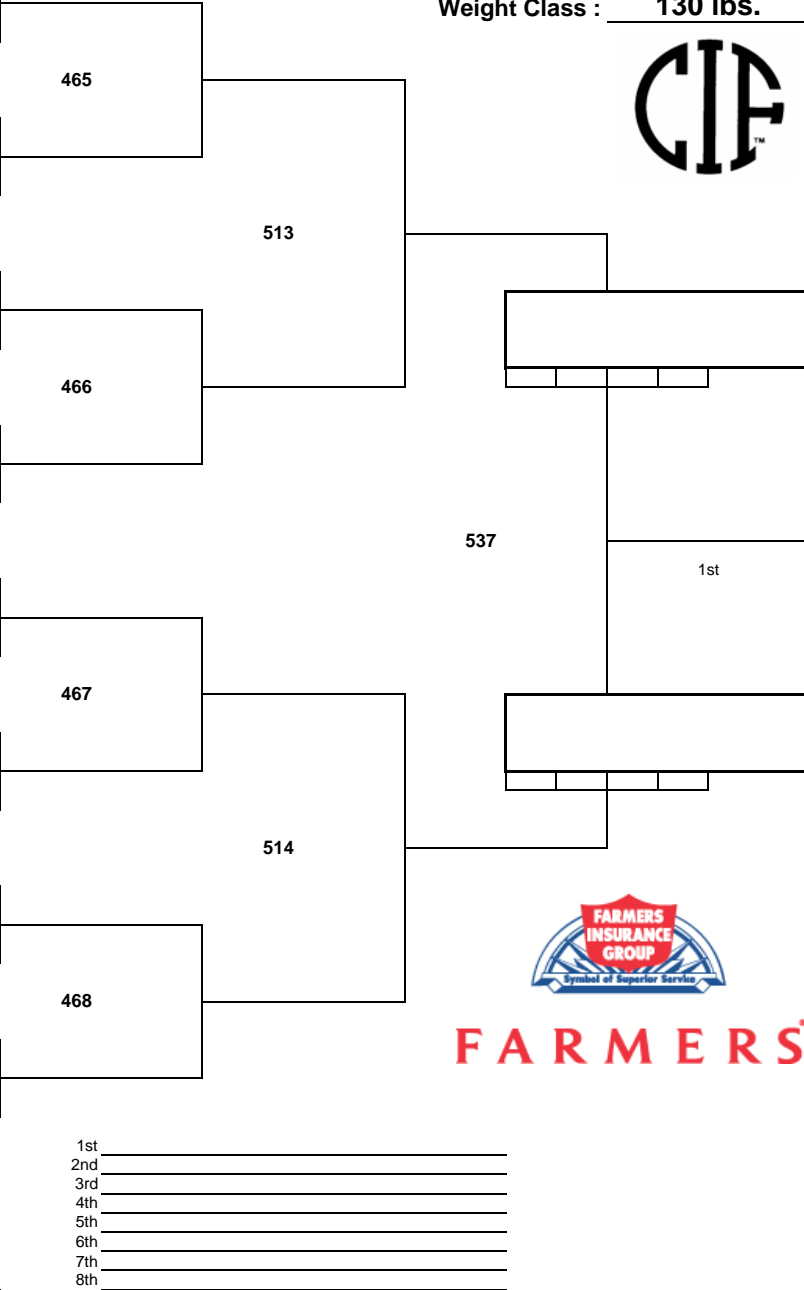 Weight Class : 130 lbs.
465
CIF™
513
466
537
1st
467
514
FARMERS
INSURANCE
GROUP
Symbol of Superior Service
468
FARMERS
1st
2nd
3rd
4th
5th
6th
7th
8th